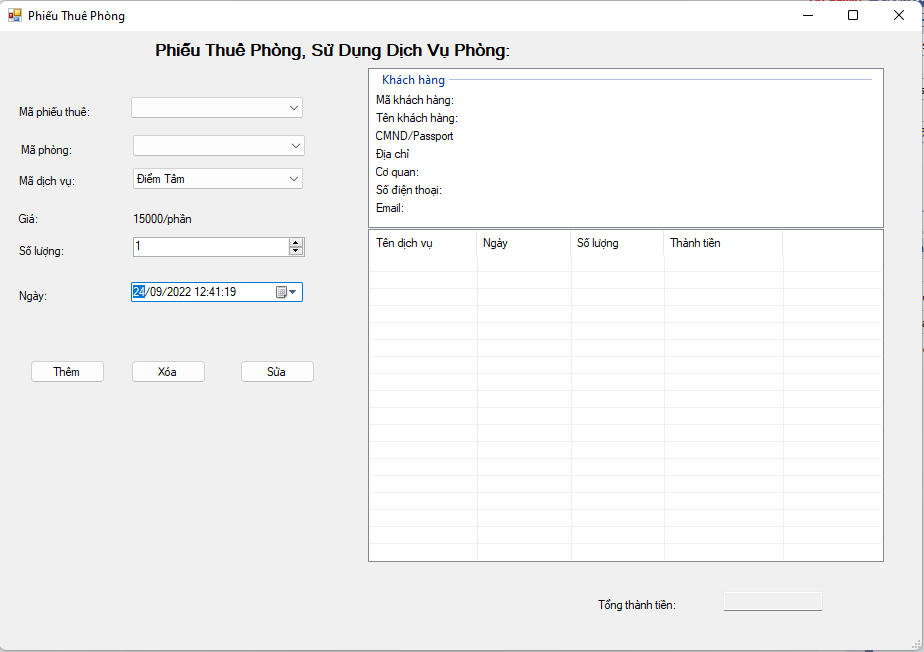 Phiếu Thuê Phòng
Phiếu Thuê Phòng, Sử Dụng Dịch Vụ Phòng:
Mã phiếu thuê:
Mã phòng:
Mã dịch vụ: Điểm Tâm
Giá: 15000/phần
Số lượng: 1
Ngày: 24/09/2022 12:41:19
Thêm Xóa Sửa
Khách hàng
Mã khách hàng:
Tên khách hàng:
CMND/Passport
Địa chỉ
Cơ quan:
Số điện thoại:
Email:
Tên dịch vụ Ngày Số lượng Thành tiền
Tổng thành tiền: